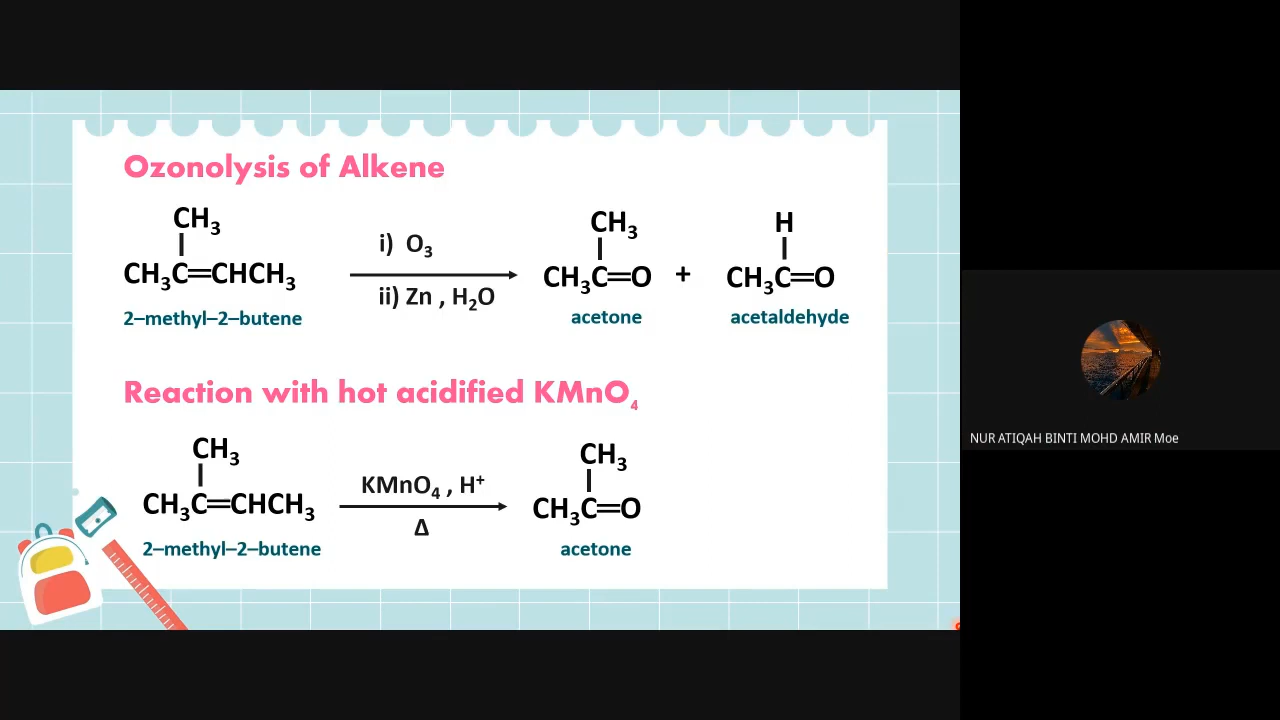 Ozonolysis of Alkene
CH₃
CH₃C=CHCH₃
2–methyl–2–butene
i) O₃
ii) Zn , H₂O
CH₃
CH₃C=O
acetone
+
H
CH₃C=O
acetaldehyde
Reaction with hot acidified KMnO₄
CH₃
CH₃C=CHCH₃
2–methyl–2–butene
KMnO₄ , H⁺
Δ
CH₃
CH₃C=O
acetone
NUR ATIQAH BINTI MOHD AMIR Moe